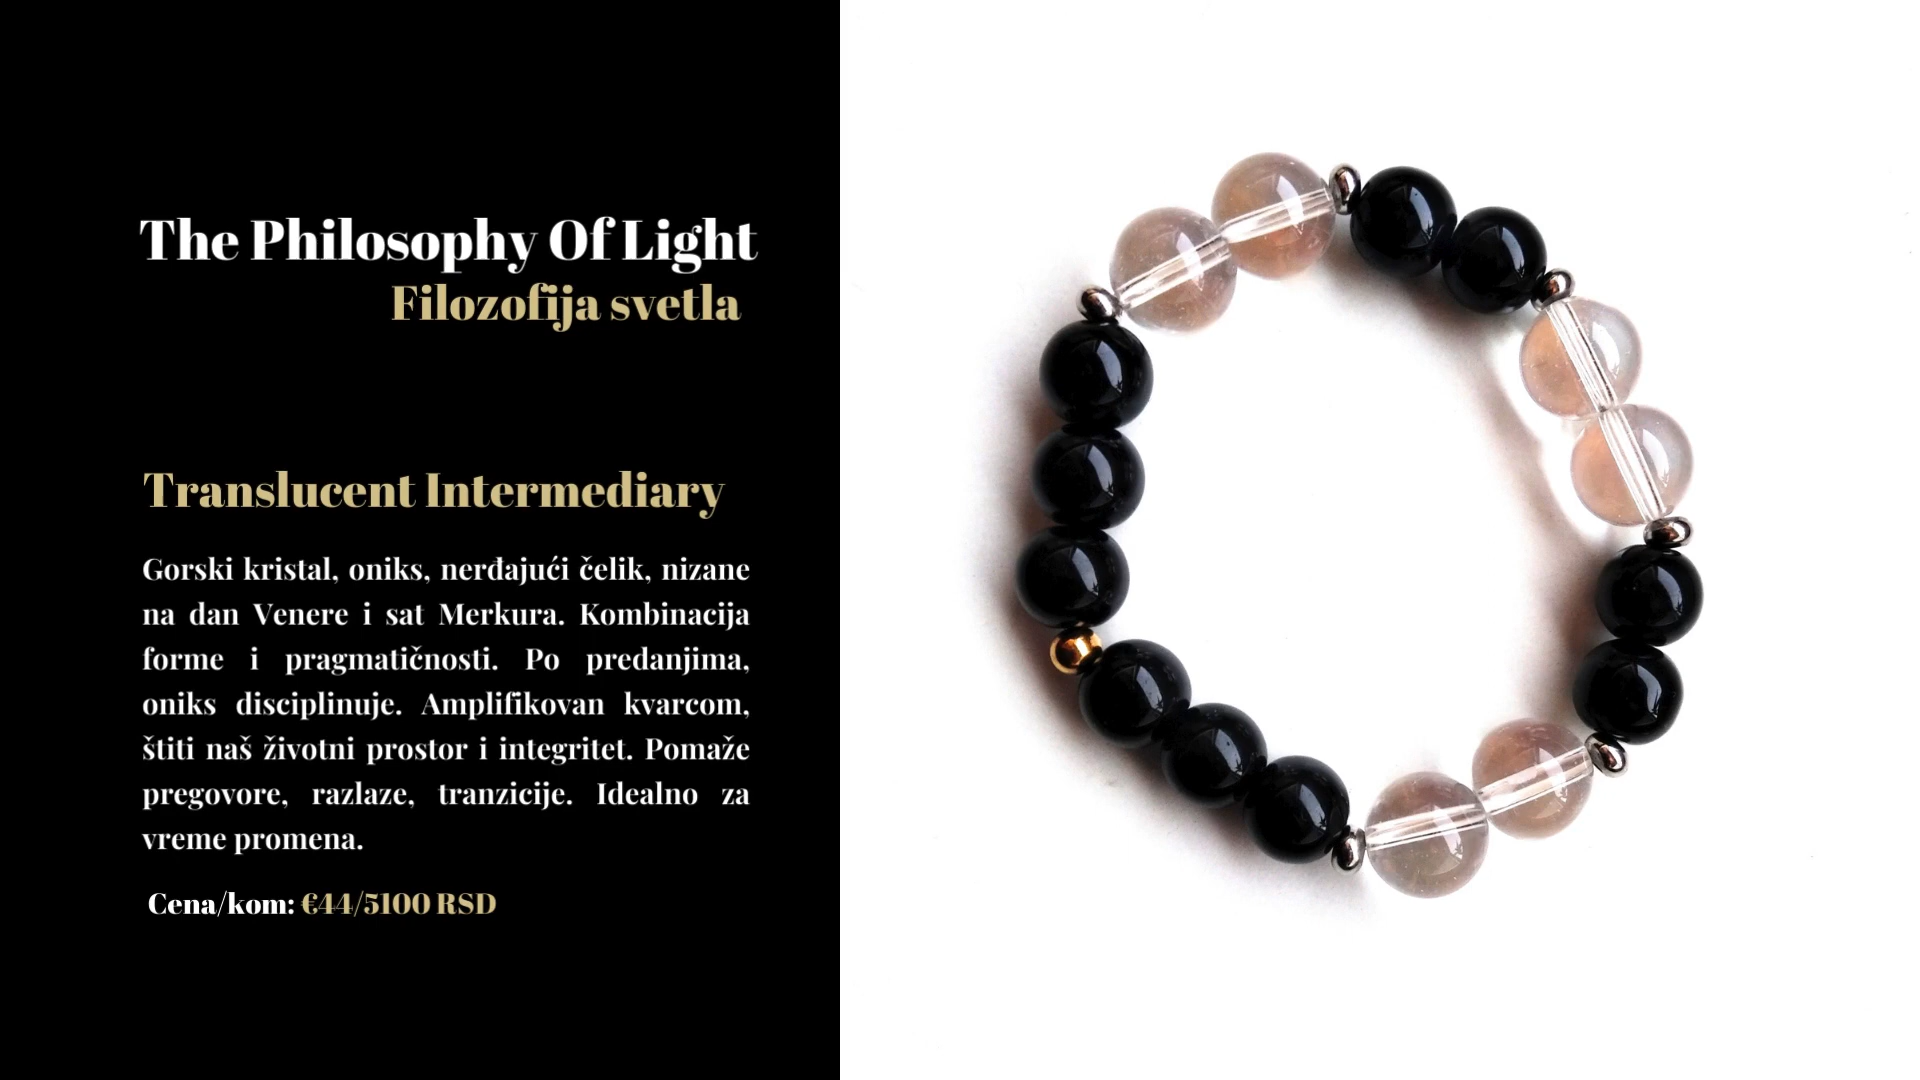 The Philosophy Of Light
Filozofija svetla
Translucent Intermediary
Gorski kristal, oniks, nerđajući čelik, nizane
na dan Venere i sat Merkura. Kombinacija
forme i pragmatičnosti. Po predanjima,
oniks disciplinuje. Amplifikovan kvarcom,
štiti naš životni prostor i integritet. Pomaže
pregovore, razlaze, tranzicije. Idealno za
vreme promena.
Cena/kom: €44/5100 RSD